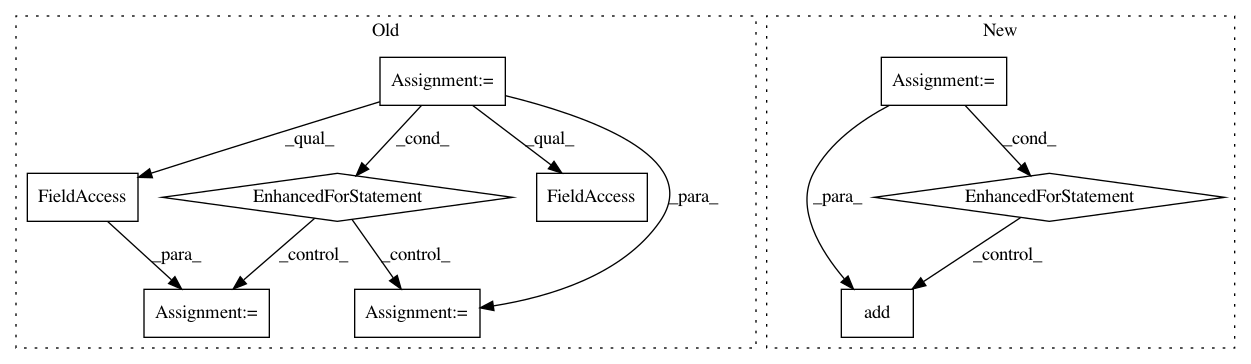 Old
New
Assignment:=
Assignment:=
_qual_
_cond_
_qual_
_cond_
FieldAccess
EnhancedForStatement
FieldAccess
_para_
_para_
EnhancedForStatement
_para_
_control_
_control_
_control_
Assignment:=
Assignment:=
add